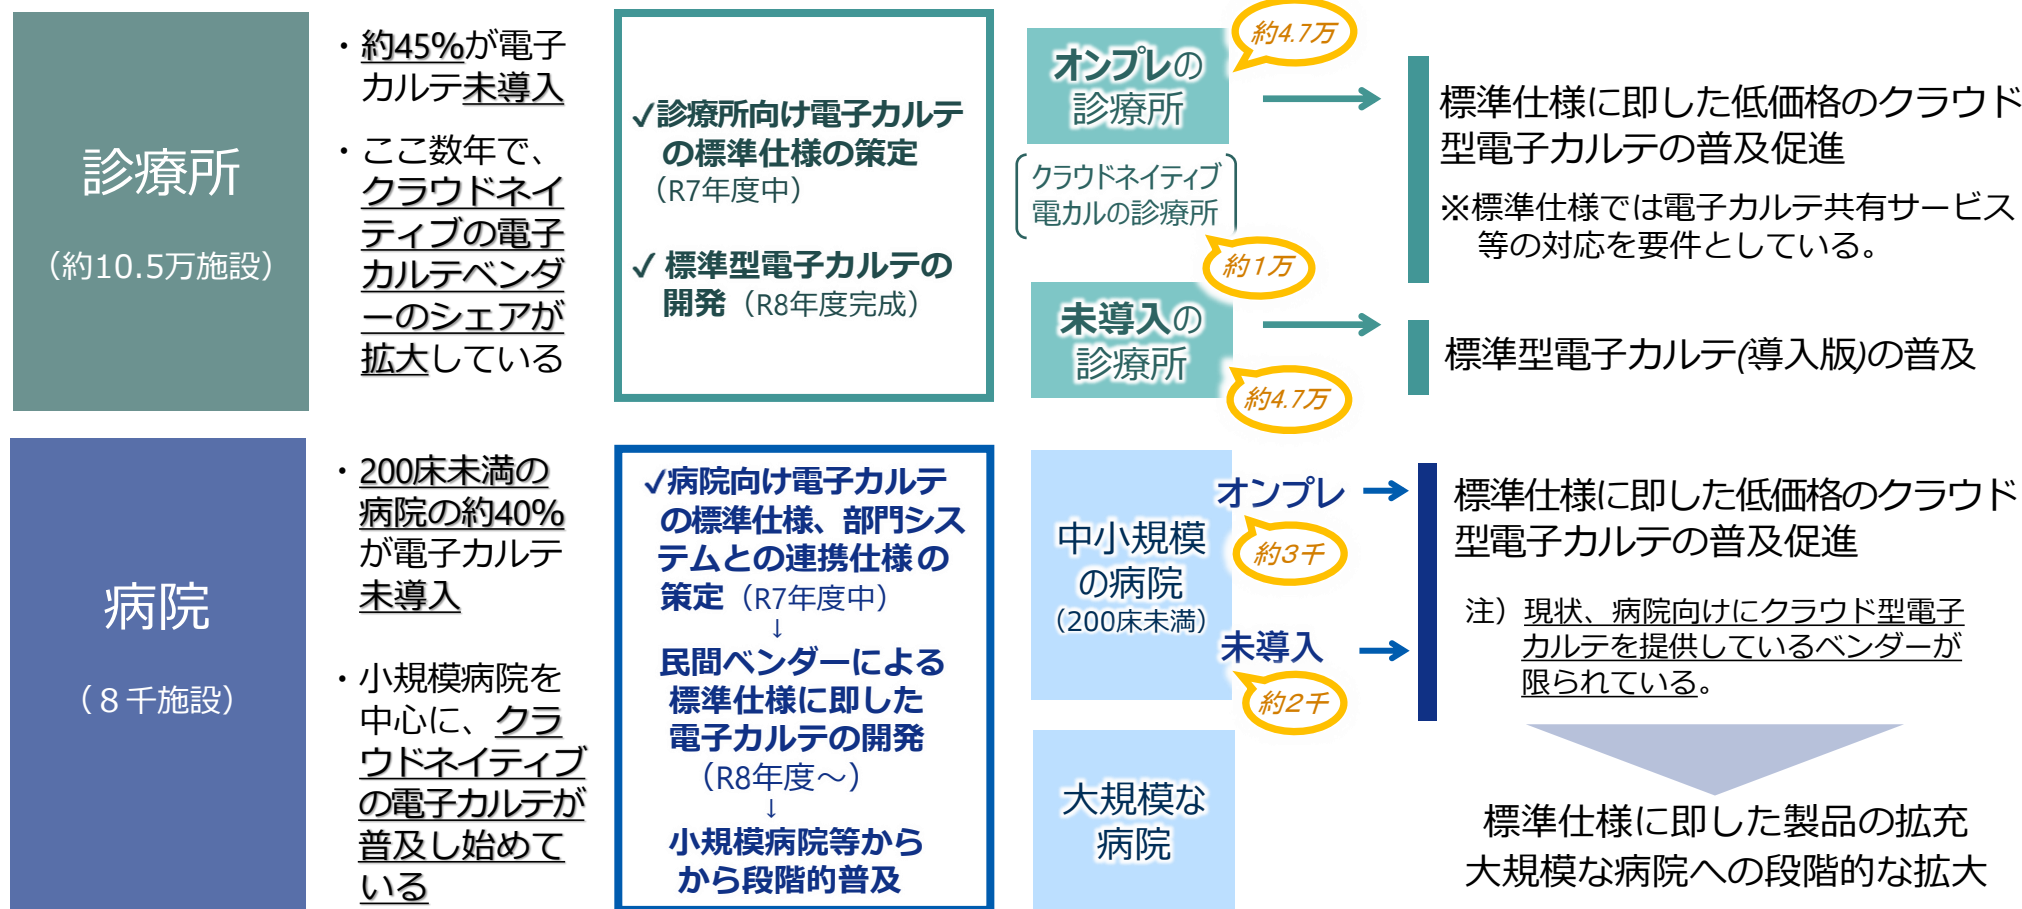 診療所
（約10.5万施設）
・約45%が電子
カルテ未導入
・ここ数年で、
クラウドネイ
ティブの電子
カルテベンダ
ーのシェアが
拡大している
✓診療所向け電子カルテ
の標準仕様の策定
（R7年度中）
✓ 標準型電子カルテの
開発（R8年度完成）
オンプレの
診療所
約4.7万
クラウドネイティブ
電カルの診療所
約1万
未導入の
診療所
約4.7万
標準仕様に即した低価格のクラウド
型電子カルテの普及促進
※標準仕様では電子カルテ共有サービス
等の対応を要件としている。
標準型電子カルテ(導入版)の普及
病院
（８千施設）
・200床未満の
病院の約40%
が電子カルテ
未導入
・小規模病院を
中心に、クラ
ウドネイティブ
の電子カルテが
普及し始めて
いる
✓病院向け電子カルテ
の標準仕様、部門シス
テムとの連携仕様の
策定（R7年度中）
↓
民間ベンダーによる
標準仕様に即した
電子カルテの開発
（R8年度～）
↓
小規模病院等から
から段階的普及
中小規模
の病院
（200床未満）
オンプレ
約3千
未導入
約2千
大規模な
病院
標準仕様に即した低価格のクラウド
型電子カルテの普及促進
注）現状、病院向けにクラウド型電子
カルテを提供しているベンダーが
限られている。
標準仕様に即した製品の拡充
大規模な病院への段階的な拡大